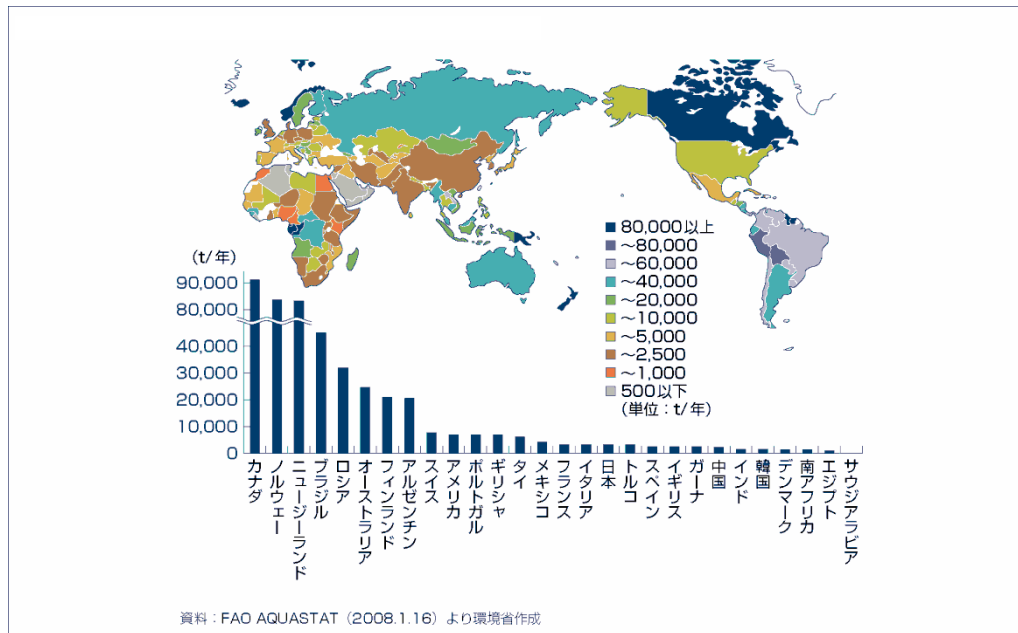 80,000以上
～80,000
～60,000
～40,000
～20,000
～10,000
～5,000
～2,500
～1,000
500以下
(単位：t/年)
(t/年)
90,000
80,000
40,000
30,000
20,000
10,000
0
カナダ
ノルウェー
ニュージーランド
ブラジル
ロシア
オーストラリア
フィンランド
アルゼンチン
スイス
アメリカ
ポルトガル
ギリシャ
タイ
メキシコ
フランス
イタリア
日本
トルコ
スペイン
イギリス
ガーナ
中国
インド
韓国
デンマーク
南アフリカ
エジプト
サウジアラビア
資料：FAO AQUASTAT（2008.1.16）より環境省作成